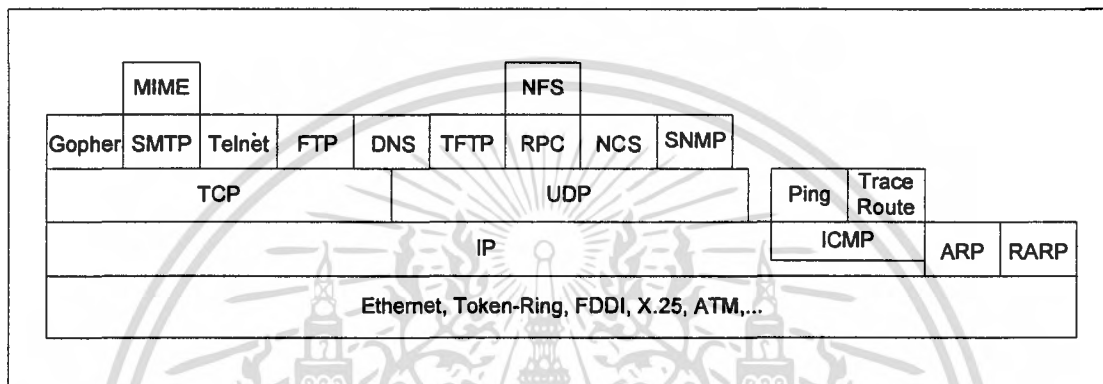 MIME NFS
Gopher SMTP Telnet FTP DNS TFTP RPC NCS SNMP
TCP UDP Ping Trace
Route
IP ICMP ARP RARP
Ethernet, Token-Ring, FDDI, X.25, ATM,...